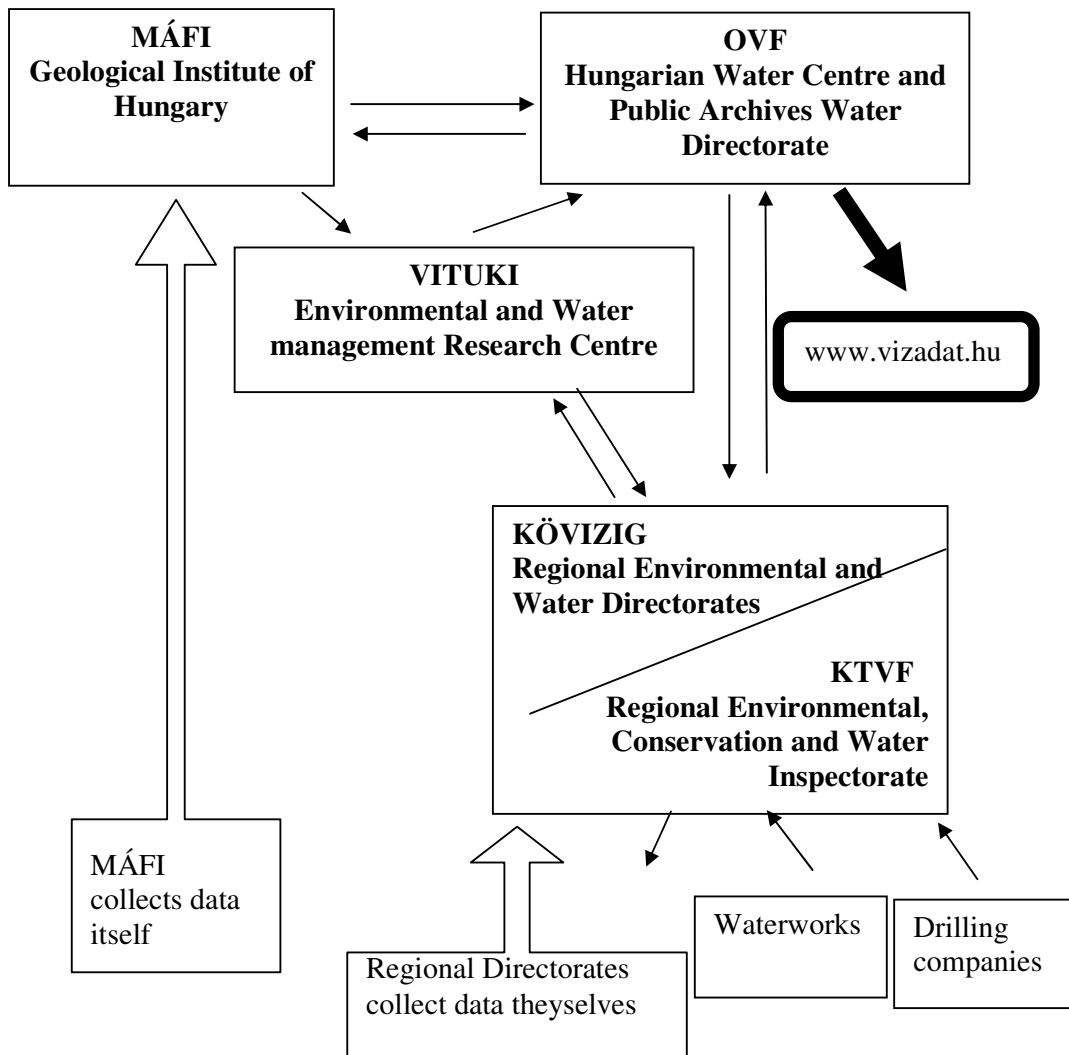 MÁFI
Geological Institute of
Hungary
OVF
Hungarian Water Centre and
Public Archives Water
Directorate
VITUKI
Environmental and Water
management Research Centre
www.vizadat.hu
KÖVIZIG
Regional Environmental and
Water Directorates
KTVF
Regional Environmental,
Conservation and Water
Inspectorate
MÁFI
collects data
itself
Regional Directorates
collect data theyselves
Waterworks
Drilling
companies